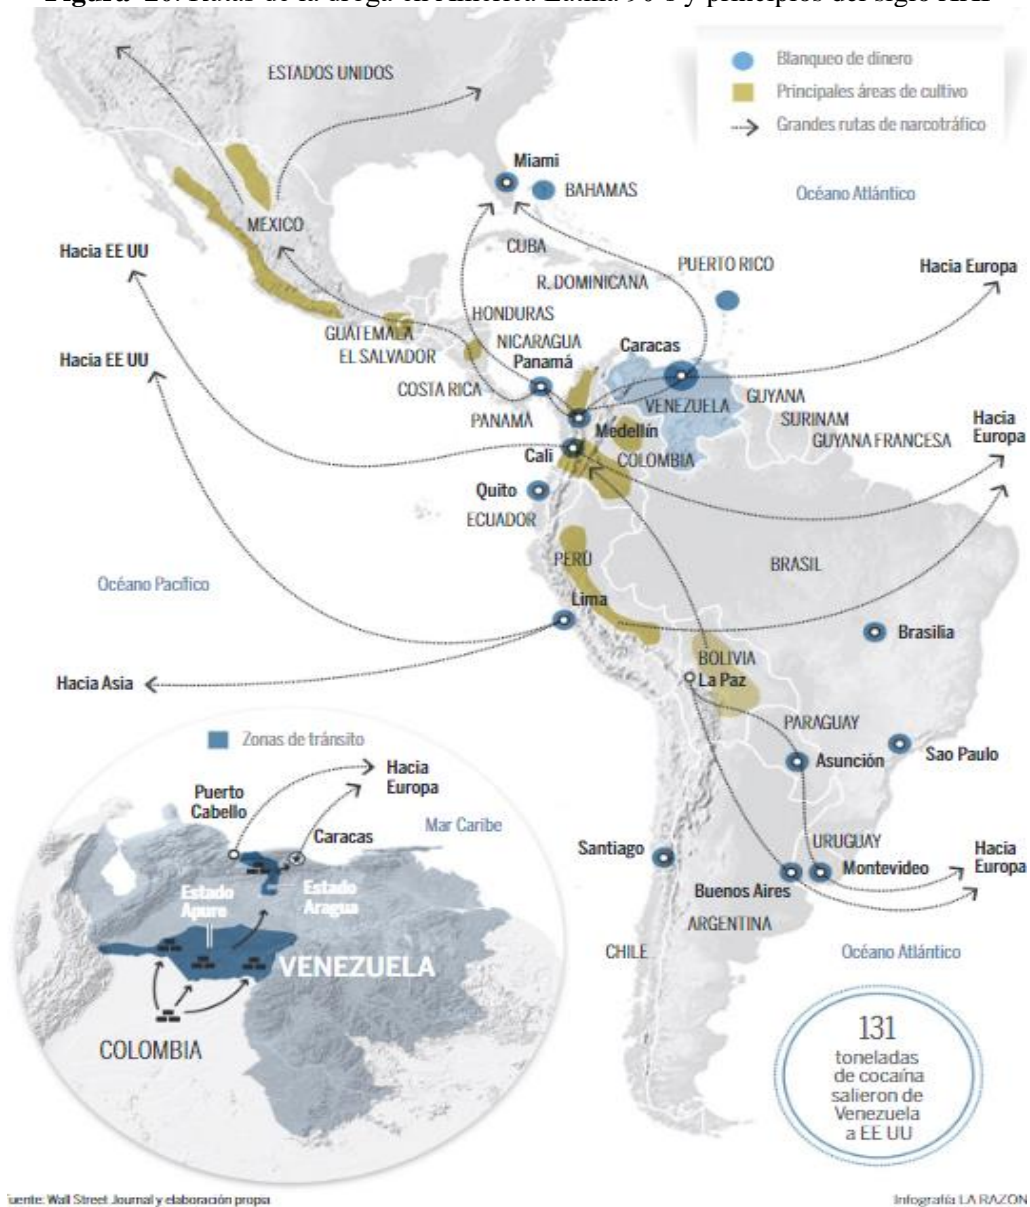 Blanqueo de dinero
Principales áreas de cultivo
Grandes rutas de narcotráfico
ESTADOS UNIDOS
Miami
BAHAMAS
Océano Atlántico
MEXICO
Hacia EE UU
CUBA
PUERTO RICO
Hacia Europa
R. DOMINICANA
HONDURAS
GUATEMALA
NICARAGUA
EL SALVADOR
Caracas
Hacia EE UU
Panamá
COSTA RICA
VENEZUELA
GUYANA
PANAMÁ
SURINAM
Hacia
Europa
Medellín
GUYANA FRANCESA
Cali
COLOMBIA
Quito
ECUADOR
PERÚ
BRASIL
Océano Pacífico
Lima
Brasilia
BOLIVIA
La Paz
Hacia Asia
PARAGUAY
Asunción
Sao Paulo
Zonas de tránsito
Hacia
Europa
Puerto
Cabello
Mar Caribe
Caracas
Santiago
URUGUAY
Hacia
Europa
Montevideo
Buenos Aires
Estado
Apure
Estado
Aragua
ARGENTINA
CHILE
Océano Atlántico
VENEZUELA
COLOMBIA
131
toneladas
de cocaína
salieron de
Venezuela
a EE UU
uente: Wall Street Journal y elaboración propia
Infografía LA RAZON